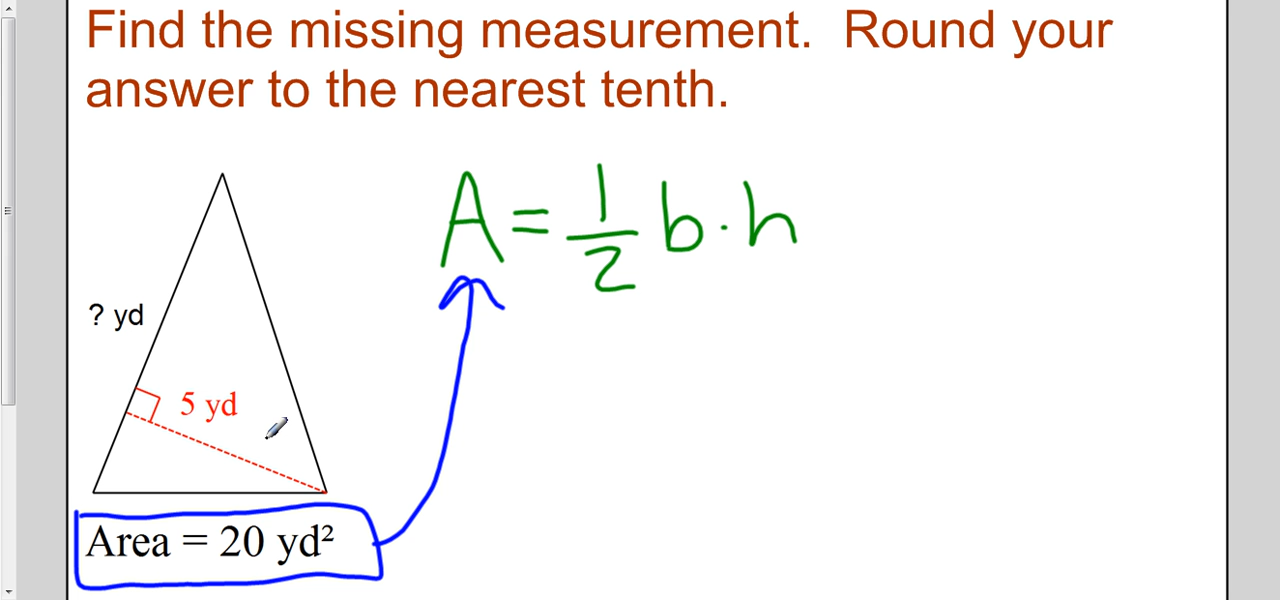 Find the missing measurement. Round your
answer to the nearest tenth.
A = 1/2 b · h
? yd
5 yd
Area = 20 yd²